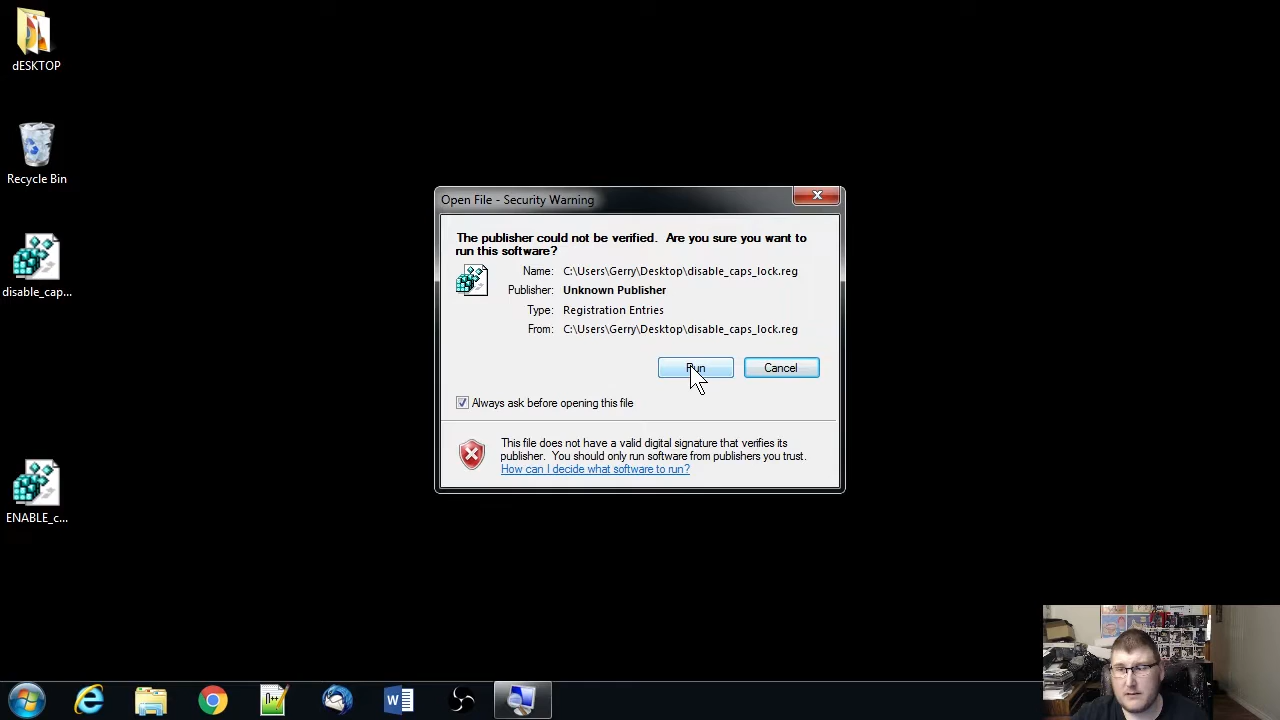 dESKTOP
Recycle Bin
disable_cap...
ENABLE_c...
Open File - Security Warning
The publisher could not be verified.  Are you sure you want to
run this software?
Name: C:\Users\Gerry\Desktop\disable_caps_lock.reg
Publisher: Unknown Publisher
Type: Registration Entries
From: C:\Users\Gerry\Desktop\disable_caps_lock.reg
Run Cancel
Always ask before opening this file
This file does not have a valid digital signature that verifies its
publisher.  You should only run software from publishers you trust.
How can I decide what software to run?
n++
W